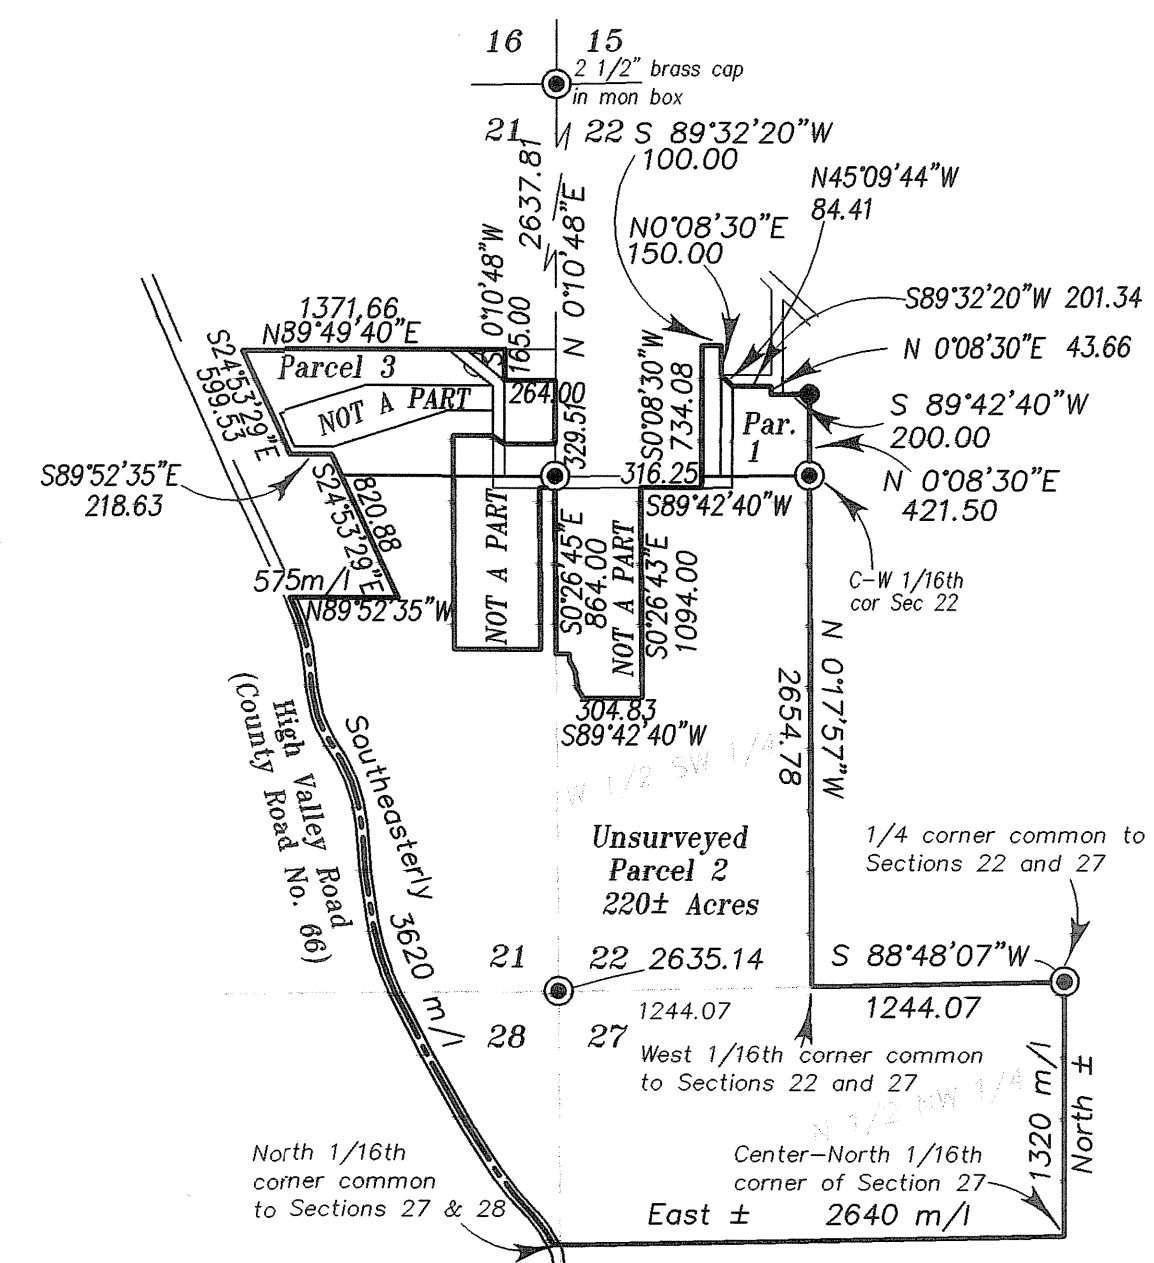 16 15
2 1/2" brass cap
in mon box
21 22
S 89°32'20"W
100.00
N45°09'44"W
84.41
N0°08'30"E
150.00
2637.81
N 0°10'48"E
S 0°10'48"W
165.00
S89°32'20"W 201.34
1371.66
N89°49'40"E
N 0°08'30"E 43.66
Parcel 3
S24°53'29"E
599.53
NOT A PART
264.00
329.51
S0°08'30"W
734.08
Par.
1
S 89°42'40"W
200.00
S89°52'35"E
218.63
S24°53'29"E
820.88
316.25
S89°42'40"W
N 0°08'30"E
421.50
575m/l
N89°52'35"W
NOT A PART
S0°26'45"E
864.00
NOT A PART
S0°26'43"E
1094.00
C-W 1/16th
cor Sec 22
304.83
S89°42'40"W
N 0°17'57"W
2654.78
High Valley Road
(County Road No. 66)
Southeasterly 3620 m/l
W 1/2 SW 1/4
Unsurveyed
Parcel 2
220± Acres
1/4 corner common to
Sections 22 and 27
21 22 2635.14
S 88°48'07"W
1244.07
1244.07
28 27
West 1/16th corner common
to Sections 22 and 27
N 1/2 NW 1/4
1320 m/l
North ±
North 1/16th
corner common
to Sections 27 & 28
Center-North 1/16th
corner of Section 27
East ± 2640 m/l